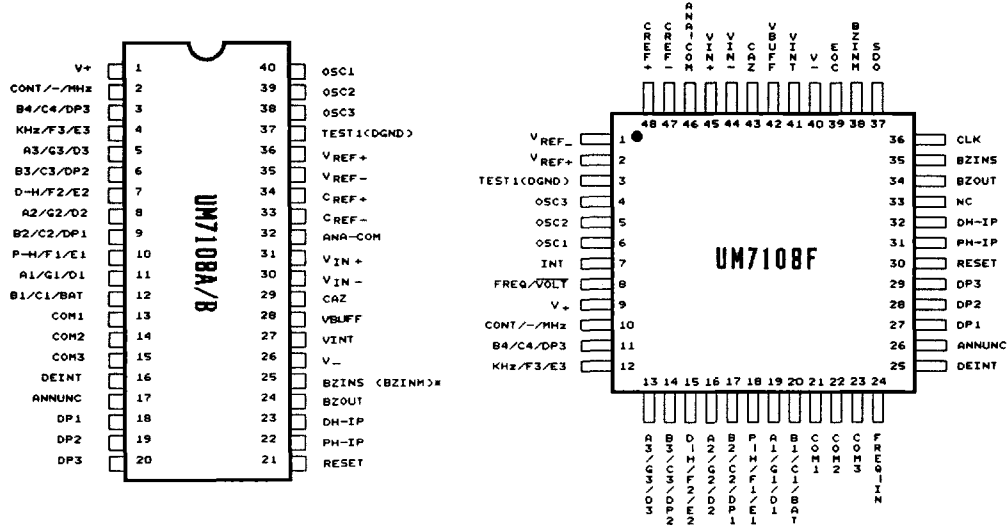 V+ 1 40 OSC1
CONT/-/MHz 2 39 OSC2
B4/C4/DP3 3 38 OSC3
KHz/F3/E3 4 37 TEST1(DGND)
A3/G3/D3 5 36 VREF+
B3/C3/DP2 6 35 VREF-
D-H/F2/E2 7 34 CREF+
A2/G2/D2 8 33 CREF-
B2/C2/DP1 9 32 ANA-COM
P-H/F1/E1 10 31 VIN+
A1/G1/D1 11 30 VIN-
B1/C1/BAT 12 29 CAZ
COM1 13 28 VBUFF
COM2 14 27 VINT
COM3 15 26 V-
DEINT 16 25 BZINS (BZINM)*
ANNUNC 17 24 BZOUT
DP1 18 23 DH-IP
DP2 19 22 PH-IP
DP3 20 21 RESET
UM7108A/B
CREF+
CREF-
ANA-COM
VIN+
VIN-
CAZ
VBUFF
VINT
V-
EOC
BZINM
SDO
48 47 46 45 44 43 42 41 40 39 38 37
VREF- 1 36 CLK
VREF+ 2 35 BZINS
TEST1(DGND) 3 34 BZOUT
OSC3 4 33 NC
OSC2 5 32 DH-IP
OSC1 6 31 PH-IP
INT 7 30 RESET
FREQ/VOLT 8 29 DP3
V+ 9 28 DP2
CONT/-/MHz 10 27 DP1
B4/C4/DP3 11 26 ANNUNC
KHz/F3/E3 12 25 DEINT
UM7108F
13 14 15 16 17 18 19 20 21 22 23 24
A3/G3/D3
B3/C3/DP2
D-H/F2/E2
A2/G2/D2
B2/C2/DP1
P-H/F1/E1
A1/G1/D1
B1/C1/BAT
COM1
COM2
COM3
FREQ-IN